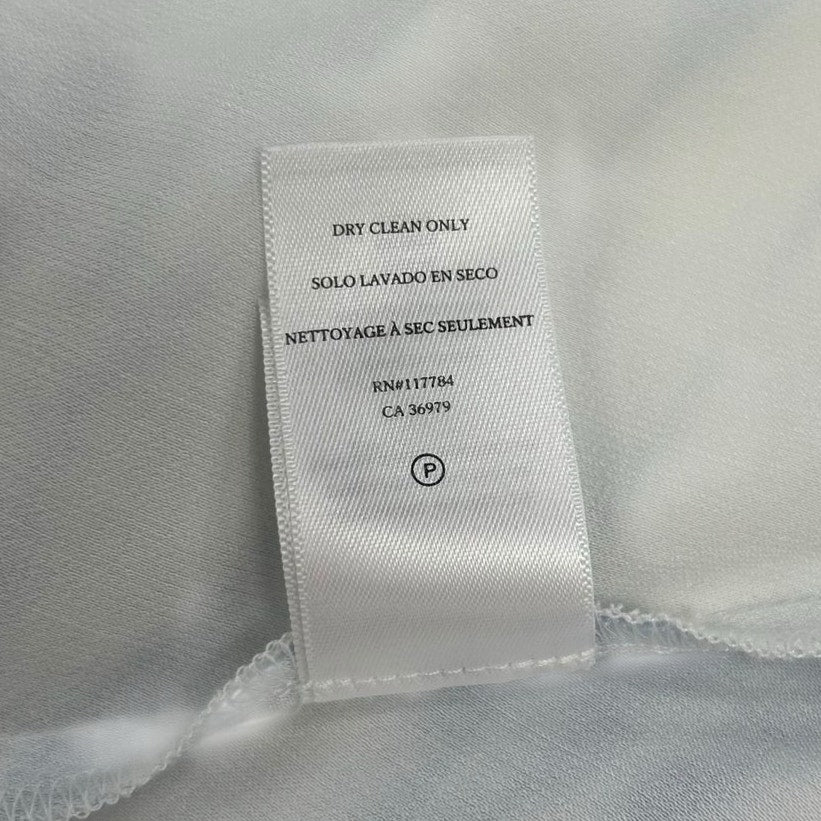 DRY CLEAN ONLY
SOLO LAVADO EN SECO
NETTOYAGE À SEC SEULEMENT
RN#117784
CA 36979
P